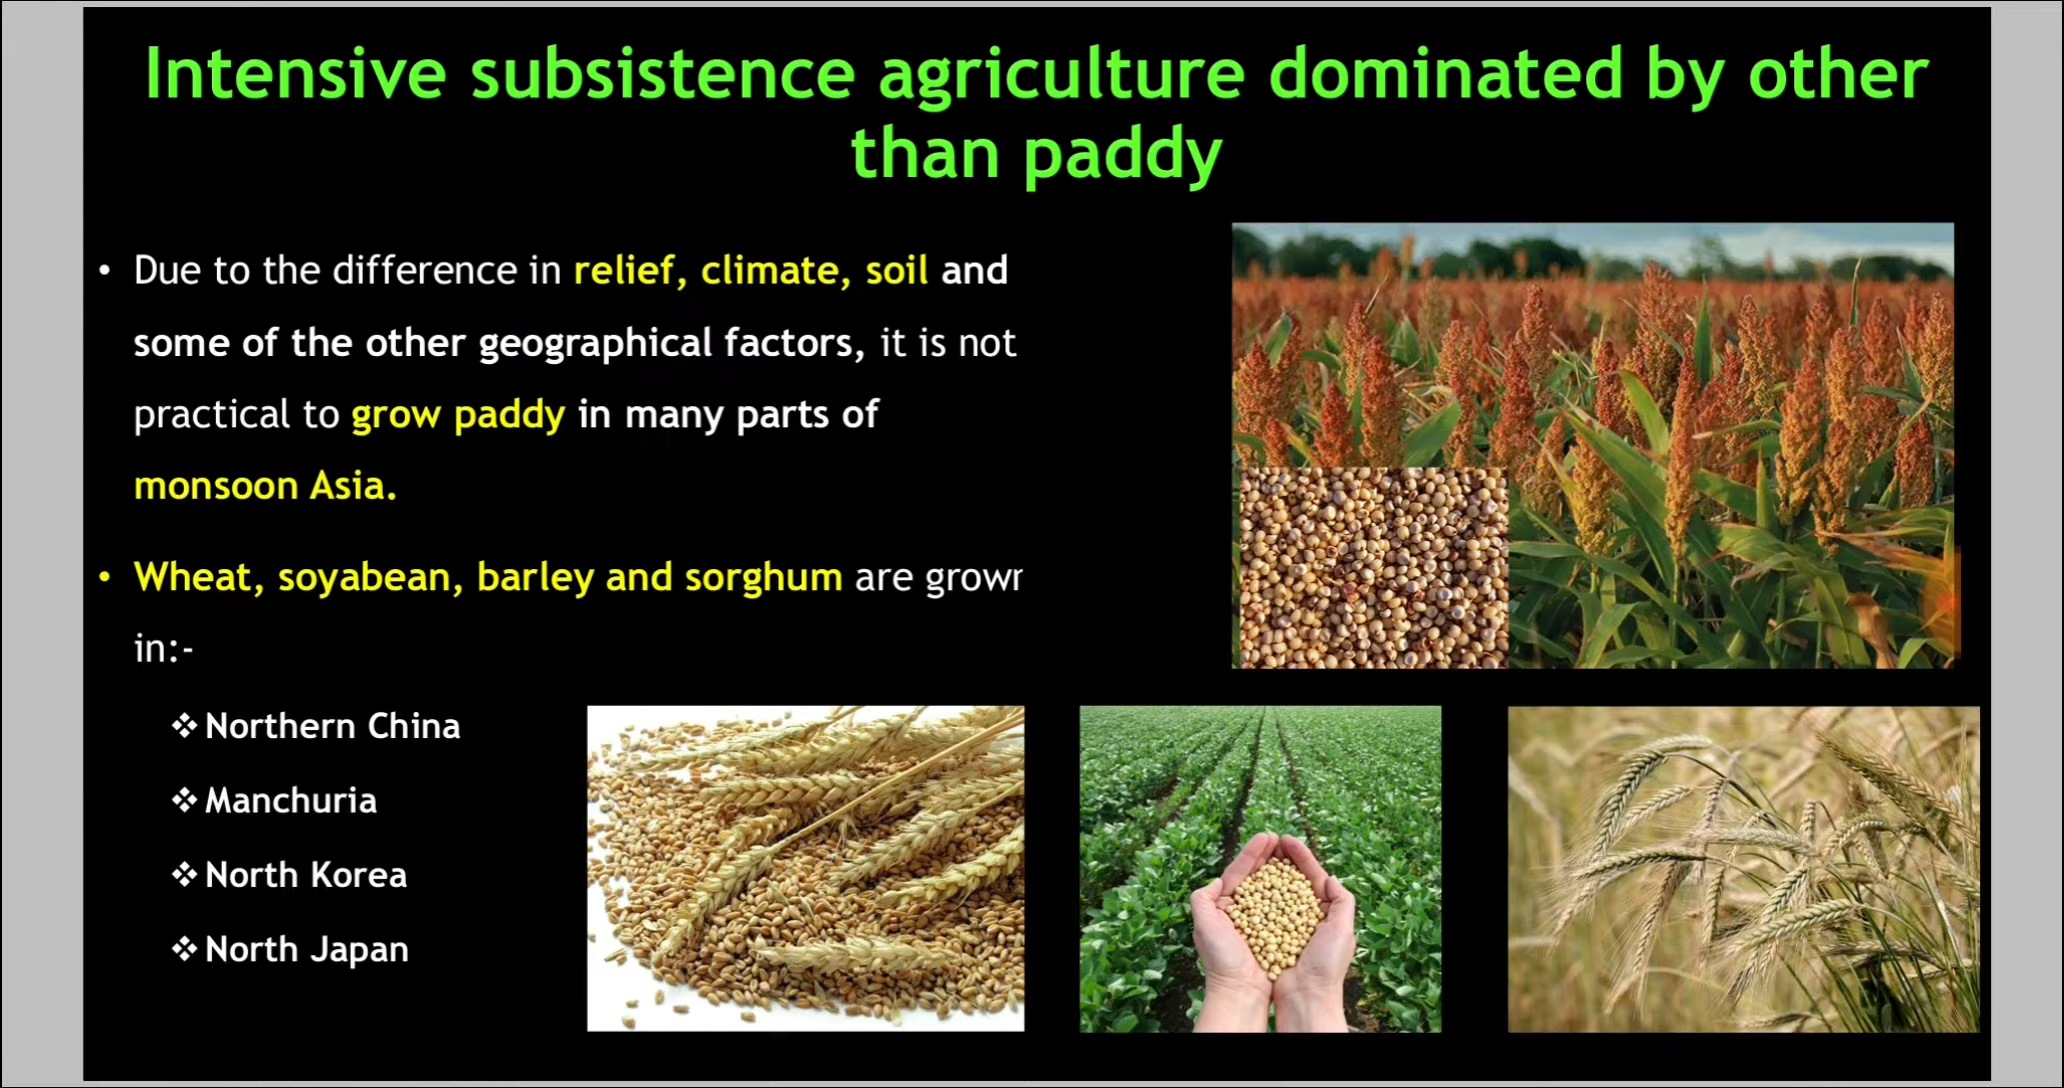 Intensive subsistence agriculture dominated by other
than paddy
• Due to the difference in relief, climate, soil and
some of the other geographical factors, it is not
practical to grow paddy in many parts of
monsoon Asia.
• Wheat, soyabean, barley and sorghum are grown
in:-
❖ Northern China
❖ Manchuria
❖ North Korea
❖ North Japan